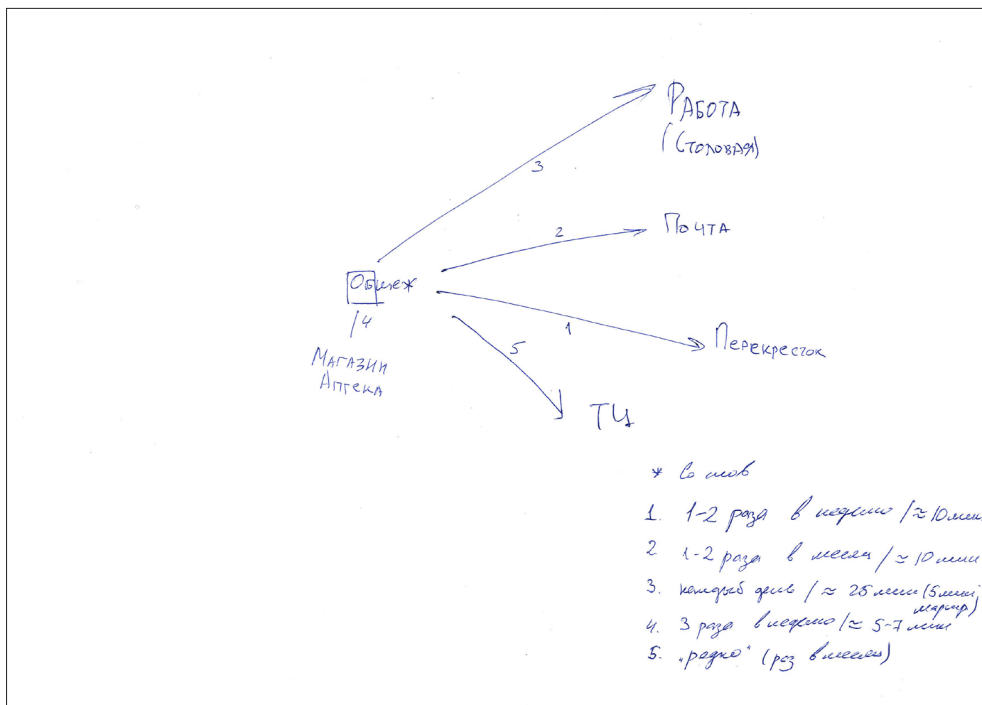 РАБОТА
(СТОЛОВАЯ)
3
2
ПОЧТА
Общеж
/4
1
Перекресток
5
МАГАЗИН
АПТЕКА
ТЦ
* Со слов
1. 1-2 раза в неделю / ≈ 10 мин
2 1-2 раза в месяц / ≈ 10 мин
3. каждый день / ≈ 25 мин (5 мин,
4. 3 раза в неделю / ≈ 5-7 мин
5. "редко" (раз в месяц)